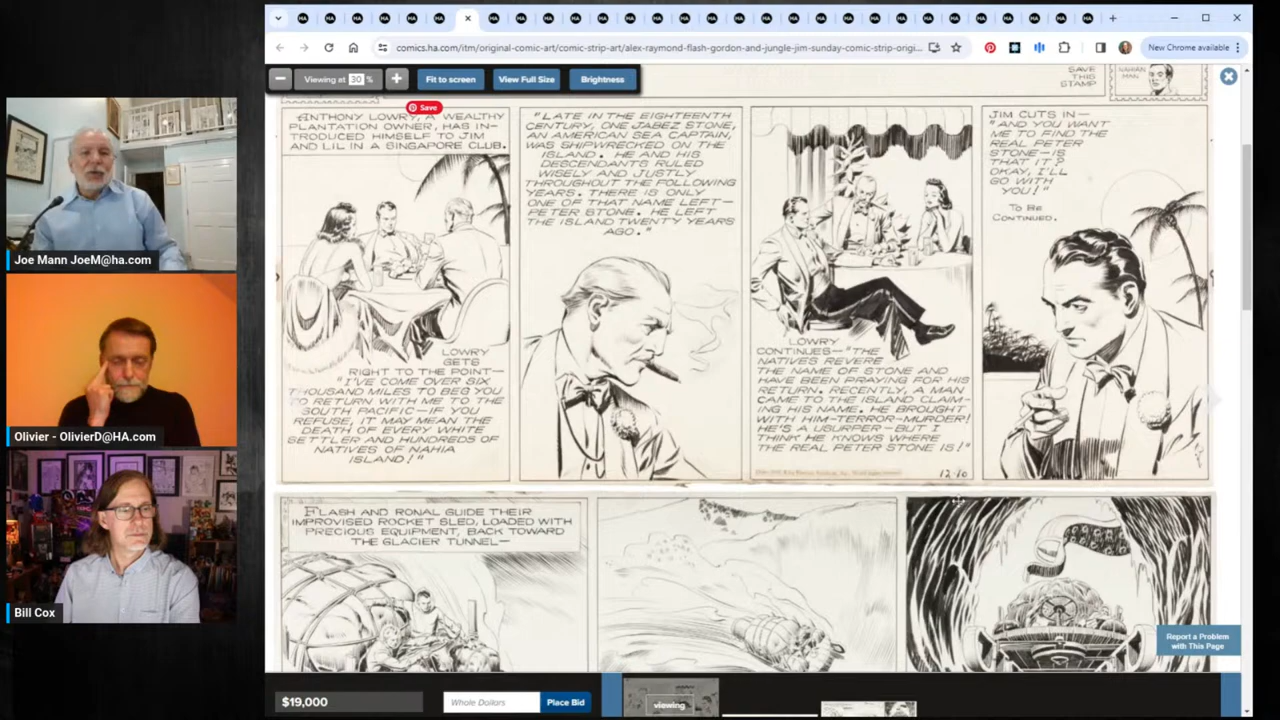 New Chrome available
comics.ha.com/itm/original-comic-art/comic-strip-art/alex-raymond-flash-gordon-and-jungle-jim-sunday-comic-strip-origi...
Viewing at 30 %
Fit to screen
View Full Size
Brightness
Save
SAVE
THIS
STAMP
ANTHONY LOWRY, A WEALTHY
PLANTATION OWNER, HAS IN-
TRODUCED HIMSELF TO JIM
AND LIL IN A SINGAPORE CLUB.
LOWRY
GETS
RIGHT TO THE POINT—
"I'VE COME OVER SIX
THOUSAND MILES TO BEG YOU
TO RETURN WITH ME TO THE
SOUTH PACIFIC—IF YOU
REFUSE, IT MAY MEAN THE
DEATH OF EVERY WHITE
SETTLER AND HUNDREDS OF
NATIVES OF NAHIA
ISLAND!"
"LATE IN THE EIGHTEENTH
CENTURY, ONE JABEZ STONE,
AN AMERICAN SEA CAPTAIN
WAS SHIPWRECKED ON THE
ISLAND. HE AND HIS
DESCENDANTS RULED
WISELY AND JUSTLY
THROUGHOUT THE FOLLOWING
YEARS. THERE IS ONLY
ONE OF THAT NAME LEFT—
PETER STONE. HE LEFT
THE ISLAND TWENTY YEARS
AGO."
LOWRY
CONTINUES—"THE
NATIVES REVERE
THE NAME OF STONE AND
HAVE BEEN PRAYING FOR HIS
RETURN. RECENTLY, A MAN
CAME TO THE ISLAND CLAIM-
ING HIS NAME. HE BROUGHT
WITH HIM—TERROR—MURDER!
HE'S A USURPER—BUT I
THINK HE KNOWS WHERE
THE REAL PETER STONE IS!"
12-10
JIM CUTS IN—
"AND YOU WANT
ME TO FIND THE
REAL PETER
STONE—IS
THAT IT?
OKAY, I'LL
GO WITH
YOU!"
TO BE
CONTINUED.
FLASH AND RONAL GUIDE THEIR
IMPROVISED ROCKET SLED, LOADED WITH
PRECIOUS EQUIPMENT, BACK TOWARD
THE GLACIER TUNNEL—
Report a Problem
with This Page
$19,000
Whole Dollars
Place Bid
viewing
Joe Mann JoeM@ha.com
Olivier - OlivierD@HA.com
Bill Cox